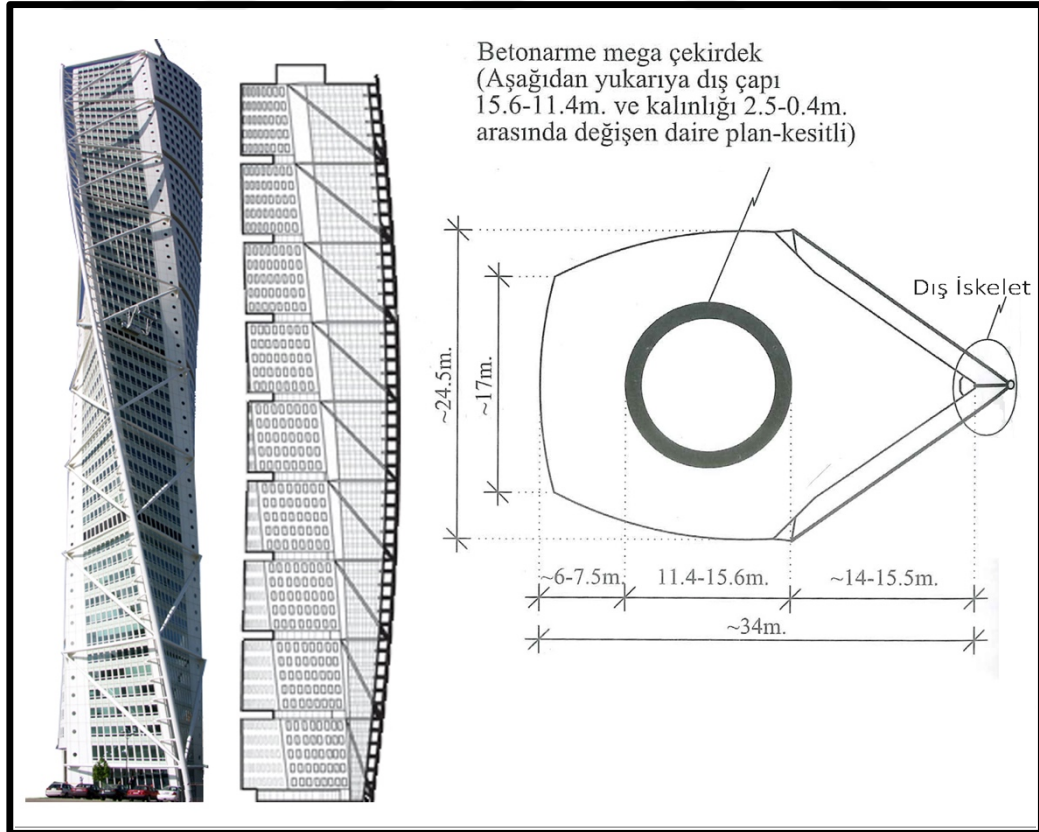 Betonarme mega çekirdek
(Aşağıdan yukarıya dış çapı
15.6-11.4m. ve kalınlığı 2.5-0.4m.
arasında değişen daire plan-kesitli)
Dış İskelet
~24.5m.
~17m.
~6-7.5m.
11.4-15.6m.
~14-15.5m.
~34m.